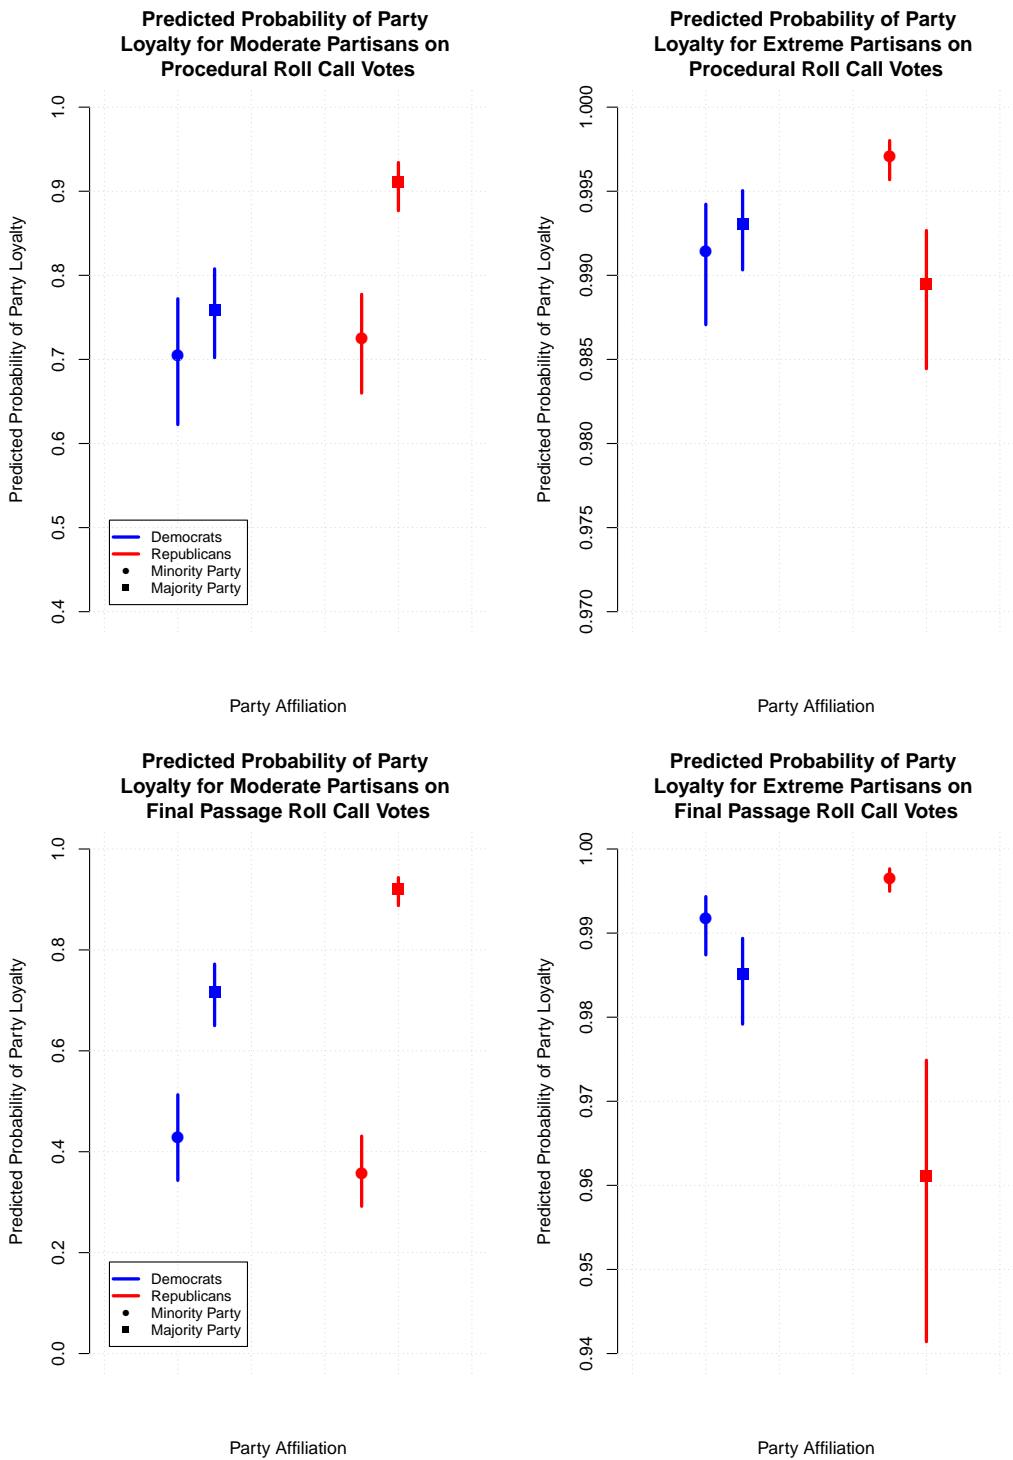 Predicted Probability of Party
Loyalty for Moderate Partisans on
Procedural Roll Call Votes
Predicted Probability of Party Loyalty
1.0
0.9
0.8
0.7
0.6
0.5
0.4
Democrats
Republicans
Minority Party
Majority Party
Party Affiliation
Predicted Probability of Party
Loyalty for Extreme Partisans on
Procedural Roll Call Votes
Predicted Probability of Party Loyalty
1.000
0.995
0.990
0.985
0.980
0.975
0.970
Party Affiliation
Predicted Probability of Party
Loyalty for Moderate Partisans on
Final Passage Roll Call Votes
Predicted Probability of Party Loyalty
1.0
0.8
0.6
0.4
0.2
0.0
Democrats
Republicans
Minority Party
Majority Party
Party Affiliation
Predicted Probability of Party
Loyalty for Extreme Partisans on
Final Passage Roll Call Votes
Predicted Probability of Party Loyalty
1.00
0.99
0.98
0.97
0.96
0.95
0.94
Party Affiliation